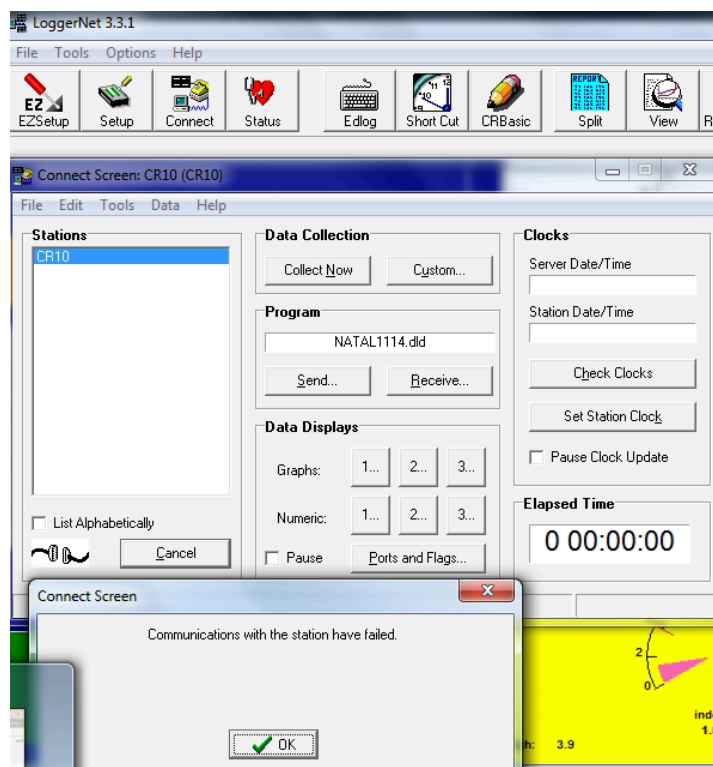 LoggerNet 3.3.1
File Tools Options Help
EZ
REPORT
EZSetup Setup Connect Status Edlog Short Cut CRBasic Split View R
Connect Screen: CR10 (CR10)
File Edit Tools Data Help
Stations
CR10
List Alphabetically
Cancel
Data Collection
Collect Now Custom...
Program
NATAL1114.dld
Send... Receive...
Data Displays
Graphs: 1... 2... 3...
Numeric: 1... 2... 3...
Pause Ports and Flags...
Clocks
Server Date/Time
Station Date/Time
Check Clocks
Set Station Clock
Pause Clock Update
Elapsed Time
0 00:00:00
Connect Screen
Communications with the station have failed.
OK
2
0
ind
1.
h: 3.9